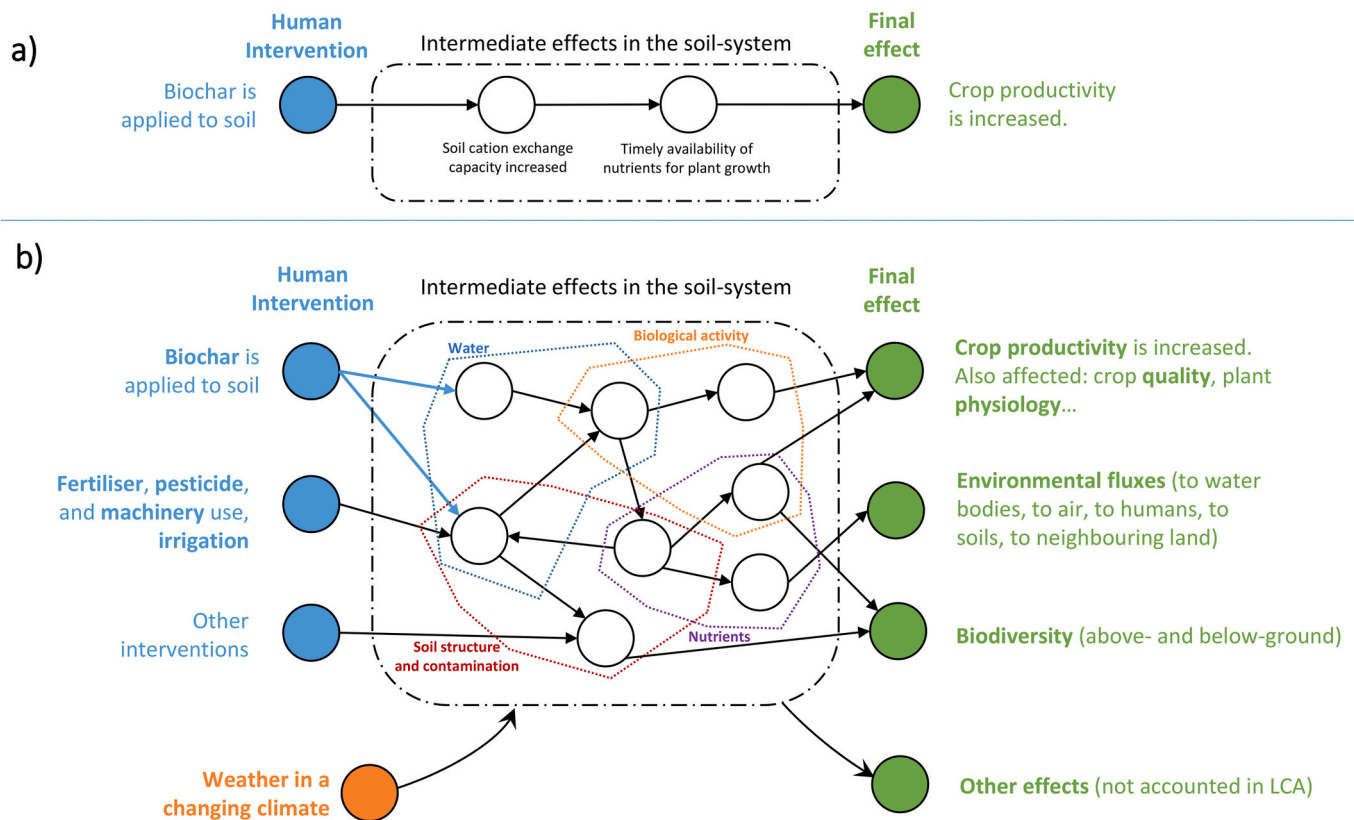 a)
Human
Intervention
Intermediate effects in the soil-system
Final
effect
Biochar is
applied to soil
Soil cation exchange
capacity increased
Timely availability of
nutrients for plant growth
Crop productivity
is increased.
b)
Human
Intervention
Intermediate effects in the soil-system
Final
effect
Water
Biological activity
Biochar is
applied to soil
Crop productivity is increased.
Also affected: crop quality, plant
physiology...
Fertiliser, pesticide,
and machinery use,
irrigation
Environmental fluxes (to water
bodies, to air, to humans, to
soils, to neighbouring land)
Other
interventions
Soil structure
and contamination
Nutrients
Biodiversity (above- and below-ground)
Weather in a
changing climate
Other effects (not accounted in LCA)